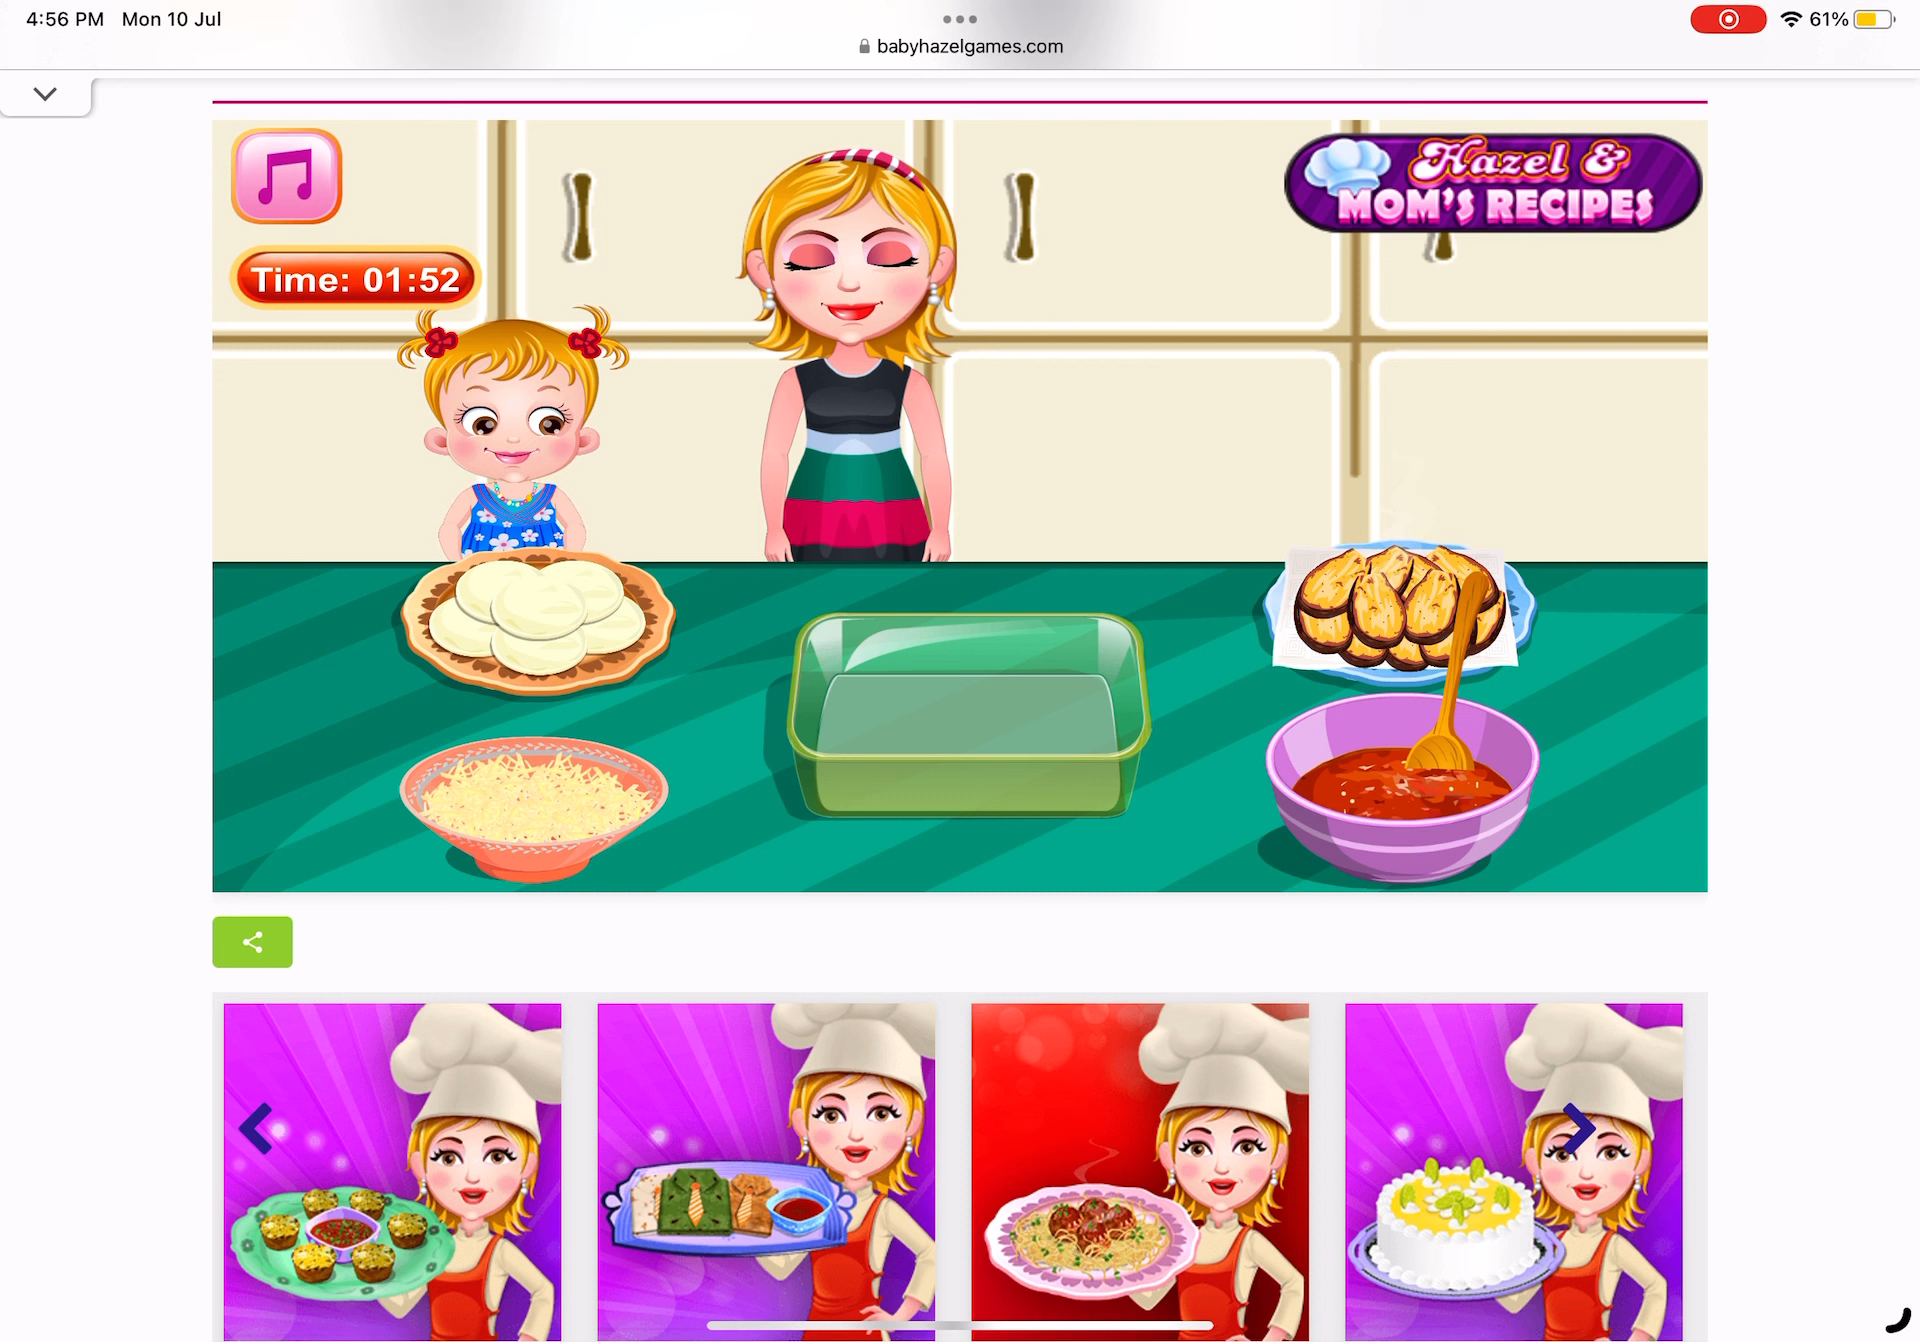 4:56 PM Mon 10 Jul
61%
babyhazelgames.com
Hazel &
MOM'S RECIPES
Time: 01:52